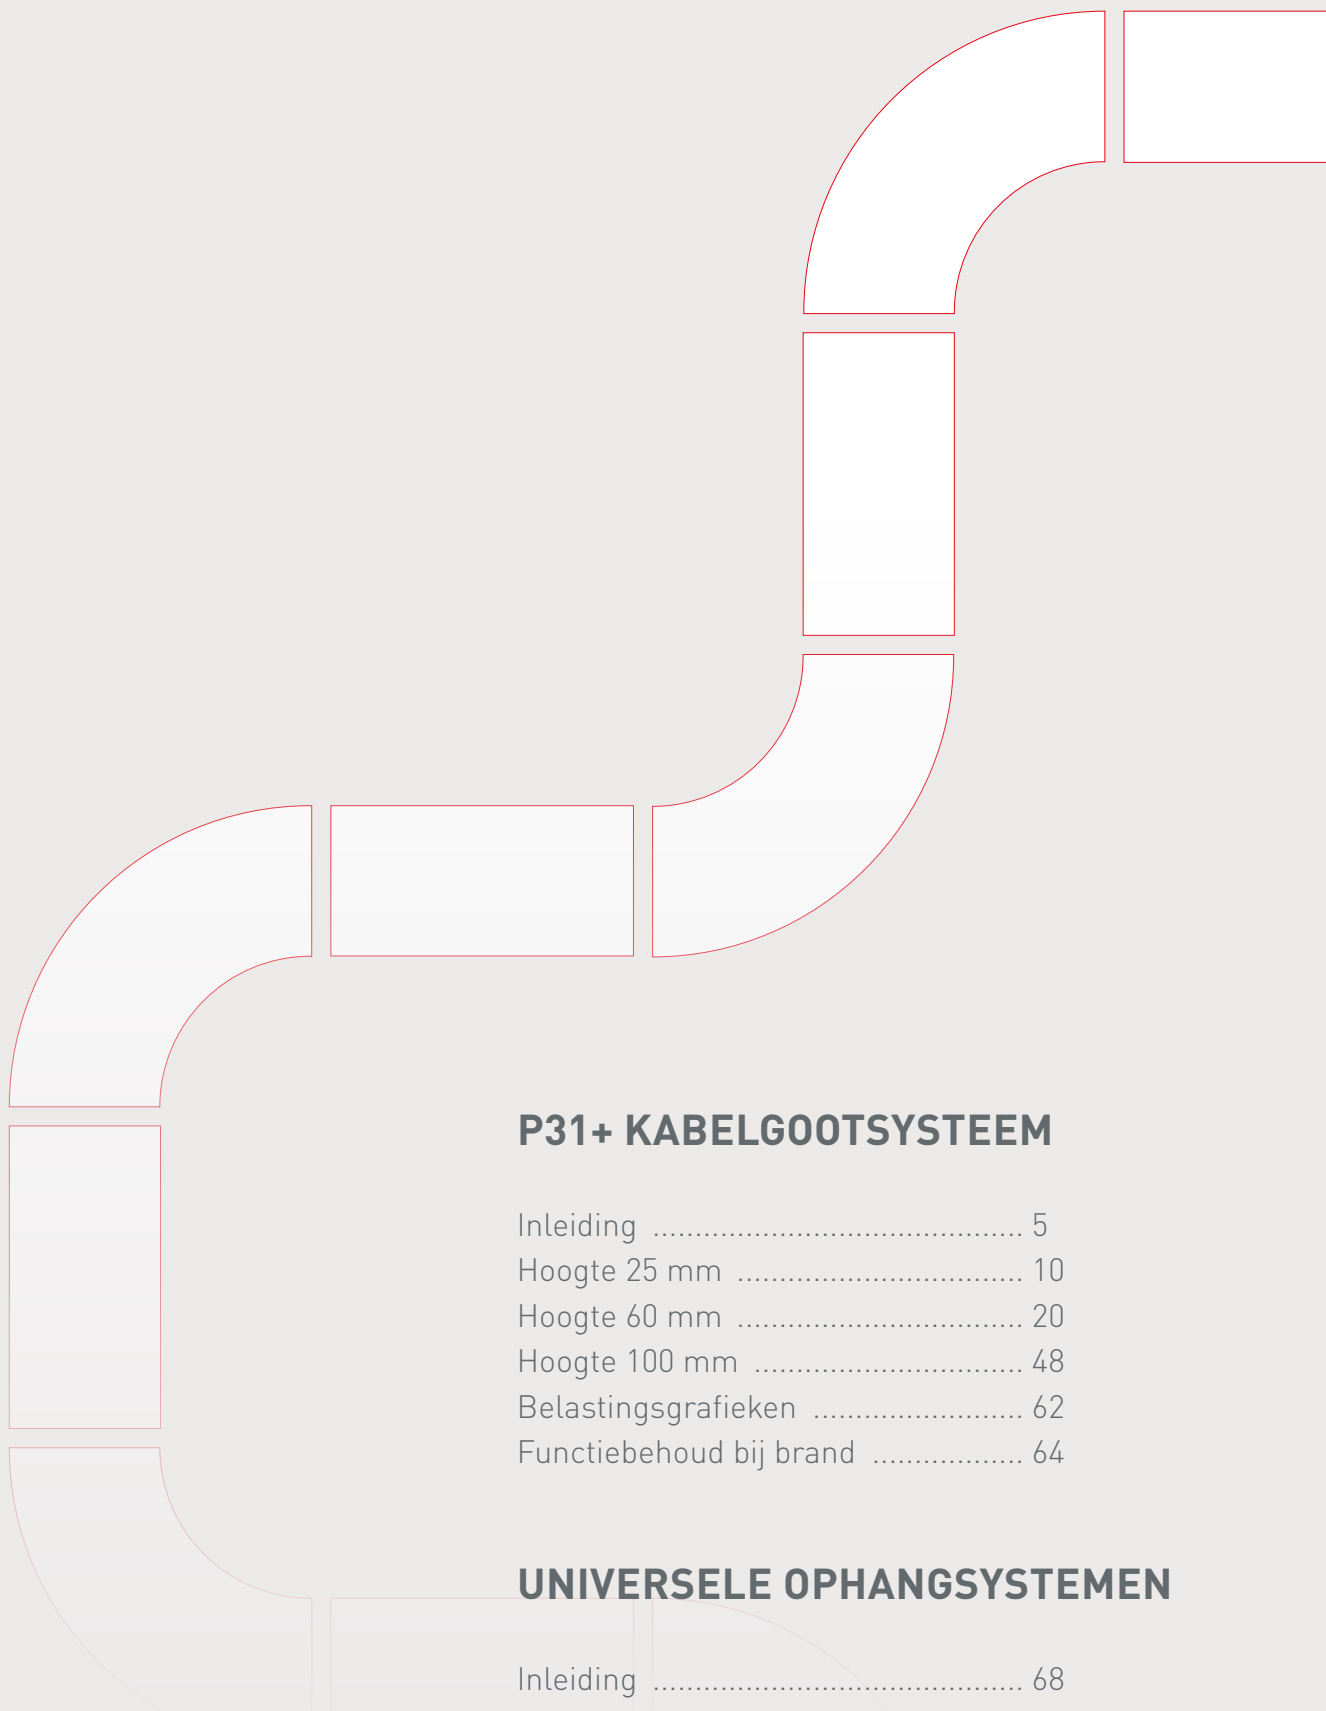 P31+ KABELGOOTSYSTEEM
Inleiding ............................................ 5
Hoogte 25 mm .................................. 10
Hoogte 60 mm .................................. 20
Hoogte 100 mm ................................ 48
Belastingsgrafieken ......................... 62
Functiebehoud bij brand .................. 64
UNIVERSELE OPHANGSYSTEMEN
Inleiding ............................................ 68